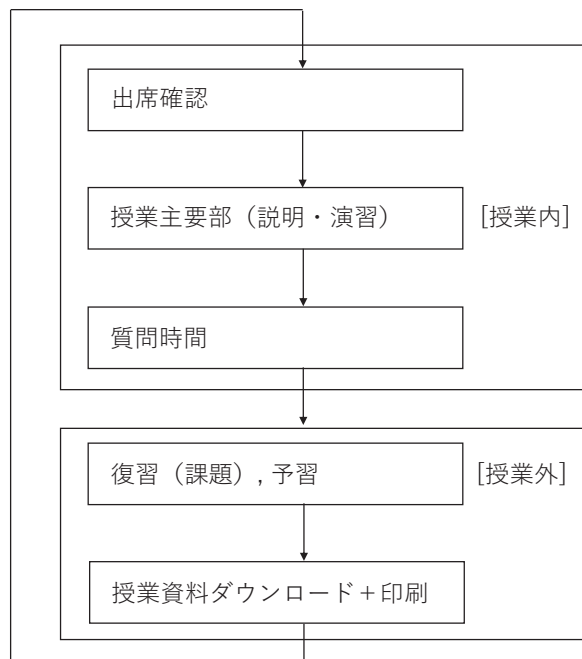 出席確認
授業主要部（説明・演習）
[授業内]
質問時間
復習（課題）, 予習
[授業外]
授業資料ダウンロード＋印刷